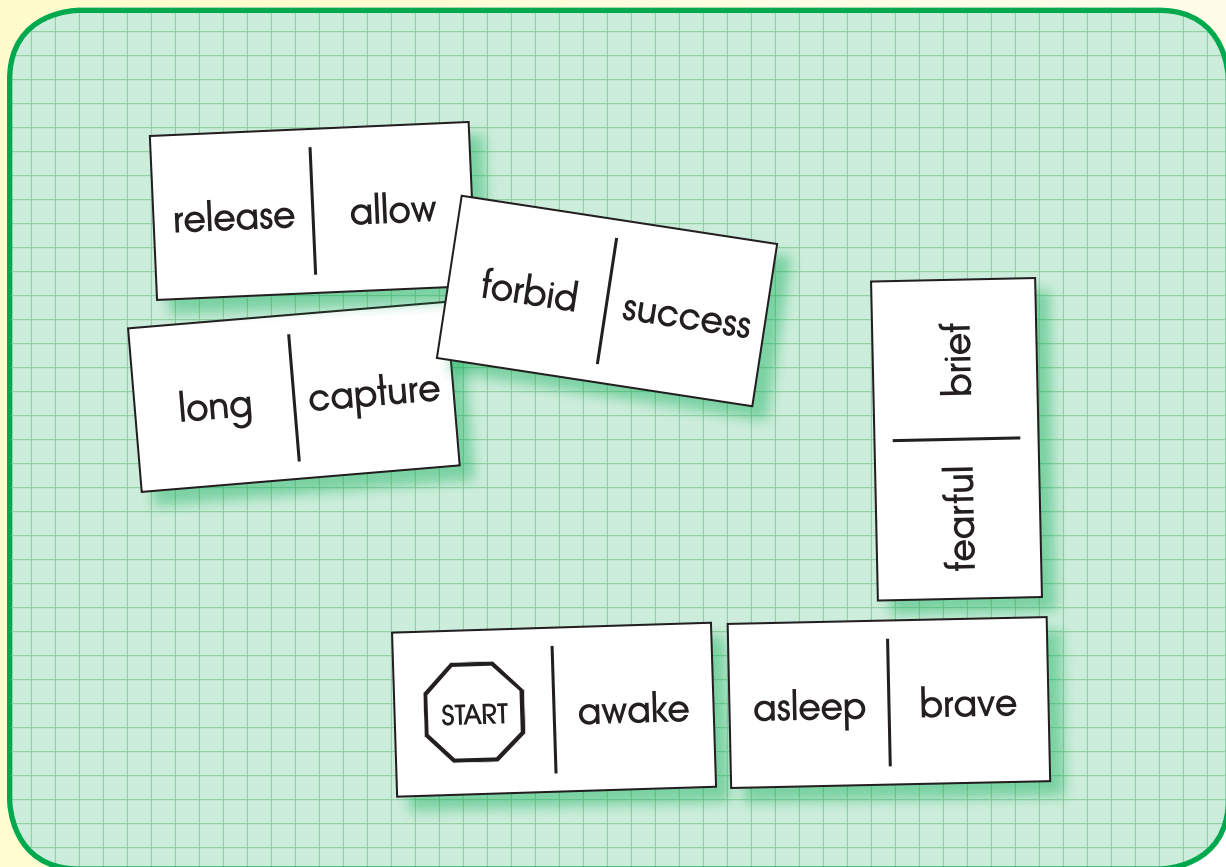 release allow
forbid success
long capture
brief
fearful
START awake asleep brave